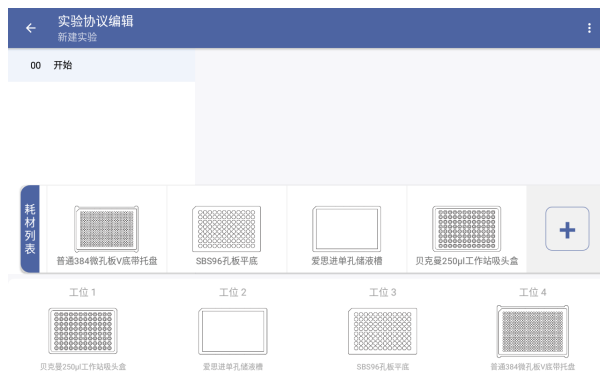 实验协议编辑
新建实验
00 开始
耗材列表
普通384微孔板V底带托盘
SBS96孔板平底
爱思进单孔储液槽
贝克曼250μl工作站吸头盒
工位 1
工位 2
工位 3
工位 4
贝克曼250μl工作站吸头盒
爱思进单孔储液槽
SBS96孔板平底
普通384微孔板V底带托盘